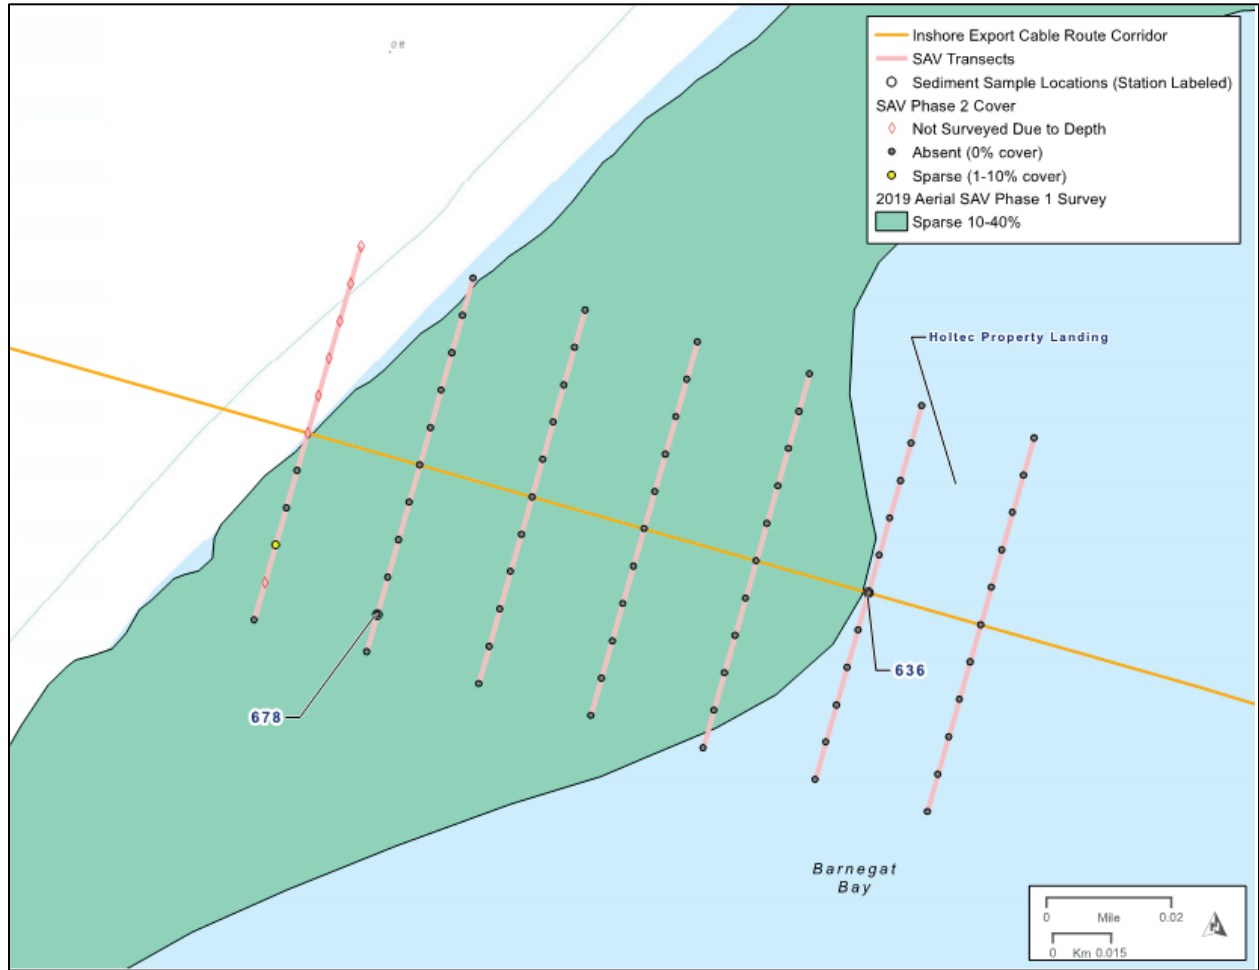 0 ft
Inshore Export Cable Route Corridor
SAV Transects
Sediment Sample Locations (Station Labeled)
SAV Phase 2 Cover
Not Surveyed Due to Depth
Absent (0% cover)
Sparse (1-10% cover)
2019 Aerial SAV Phase 1 Survey
Sparse 10-40%
Holtec Property Landing
636
678
Barnegat
Bay
0 Mile 0.02
0 Km 0.015